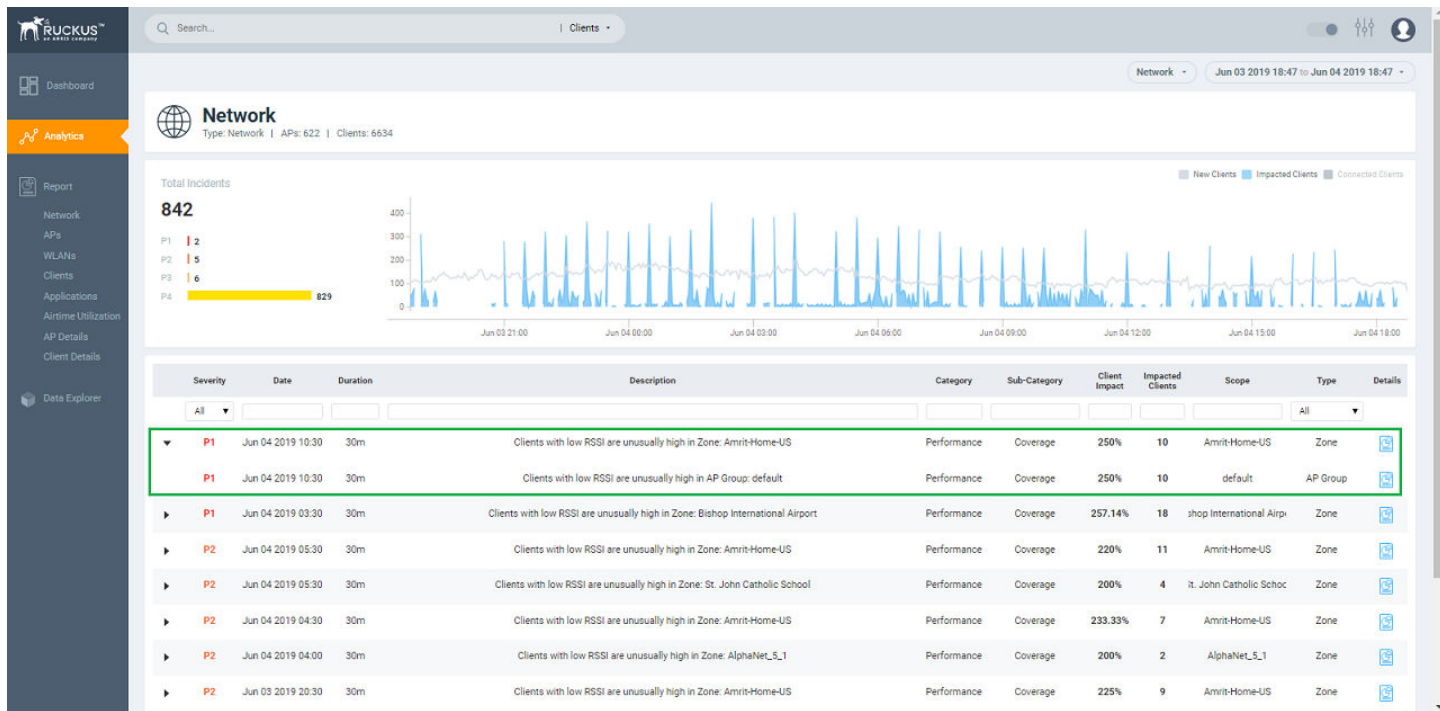 RUCKUS™
Search...
| Clients
Network
Jun 03 2019 18:47 to Jun 04 2019 18:47
Dashboard
Analytics
Report
Network
APs
WLANs
Clients
Applications
Airtime Utilization
AP Details
Client Details
Data Explorer
Network
Type: Network | APs: 622 | Clients: 6634
Total Incidents
842
P1 2
P2 5
P3 6
P4 829
New Clients Impacted Clients Connected Clients
400
300
200
100
0
Jun 03 21:00 Jun 04 00:00 Jun 04 03:00 Jun 04 06:00 Jun 04 09:00 Jun 04 12:00 Jun 04 15:00 Jun 04 18:00
Severity Date Duration Description Category Sub-Category Client Impact Impacted Clients Scope Type Details
All All
P1 Jun 04 2019 10:30 30m Clients with low RSSI are unusually high in Zone: Amrit-Home-US Performance Coverage 250% 10 Amrit-Home-US Zone
P1 Jun 04 2019 10:30 30m Clients with low RSSI are unusually high in AP Group: default Performance Coverage 250% 10 default AP Group
P1 Jun 04 2019 03:30 30m Clients with low RSSI are unusually high in Zone: Bishop International Airport Performance Coverage 257.14% 18 shop International Airp Zone
P2 Jun 04 2019 05:30 30m Clients with low RSSI are unusually high in Zone: Amrit-Home-US Performance Coverage 220% 11 Amrit-Home-US Zone
P2 Jun 04 2019 05:30 30m Clients with low RSSI are unusually high in Zone: St. John Catholic School Performance Coverage 200% 4 t. John Catholic Schoc Zone
P2 Jun 04 2019 04:30 30m Clients with low RSSI are unusually high in Zone: Amrit-Home-US Performance Coverage 233.33% 7 Amrit-Home-US Zone
P2 Jun 04 2019 04:00 30m Clients with low RSSI are unusually high in Zone: AlphaNet_5_1 Performance Coverage 200% 2 AlphaNet_5_1 Zone
P2 Jun 03 2019 20:30 30m Clients with low RSSI are unusually high in Zone: Amrit-Home-US Performance Coverage 225% 9 Amrit-Home-US Zone